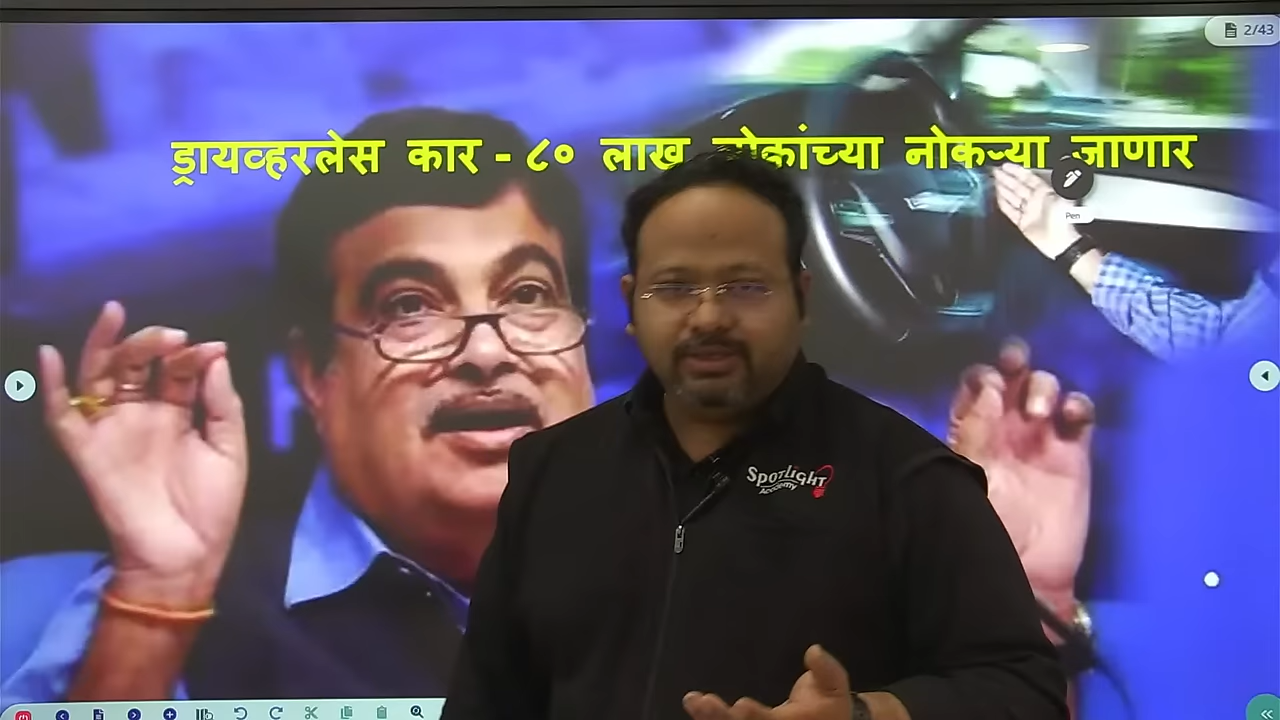 2/43
ड्रायव्हरलेस कार - ८० लाख लोकांच्या नोकऱ्या जाणार
Pen
Spotlight
Academy